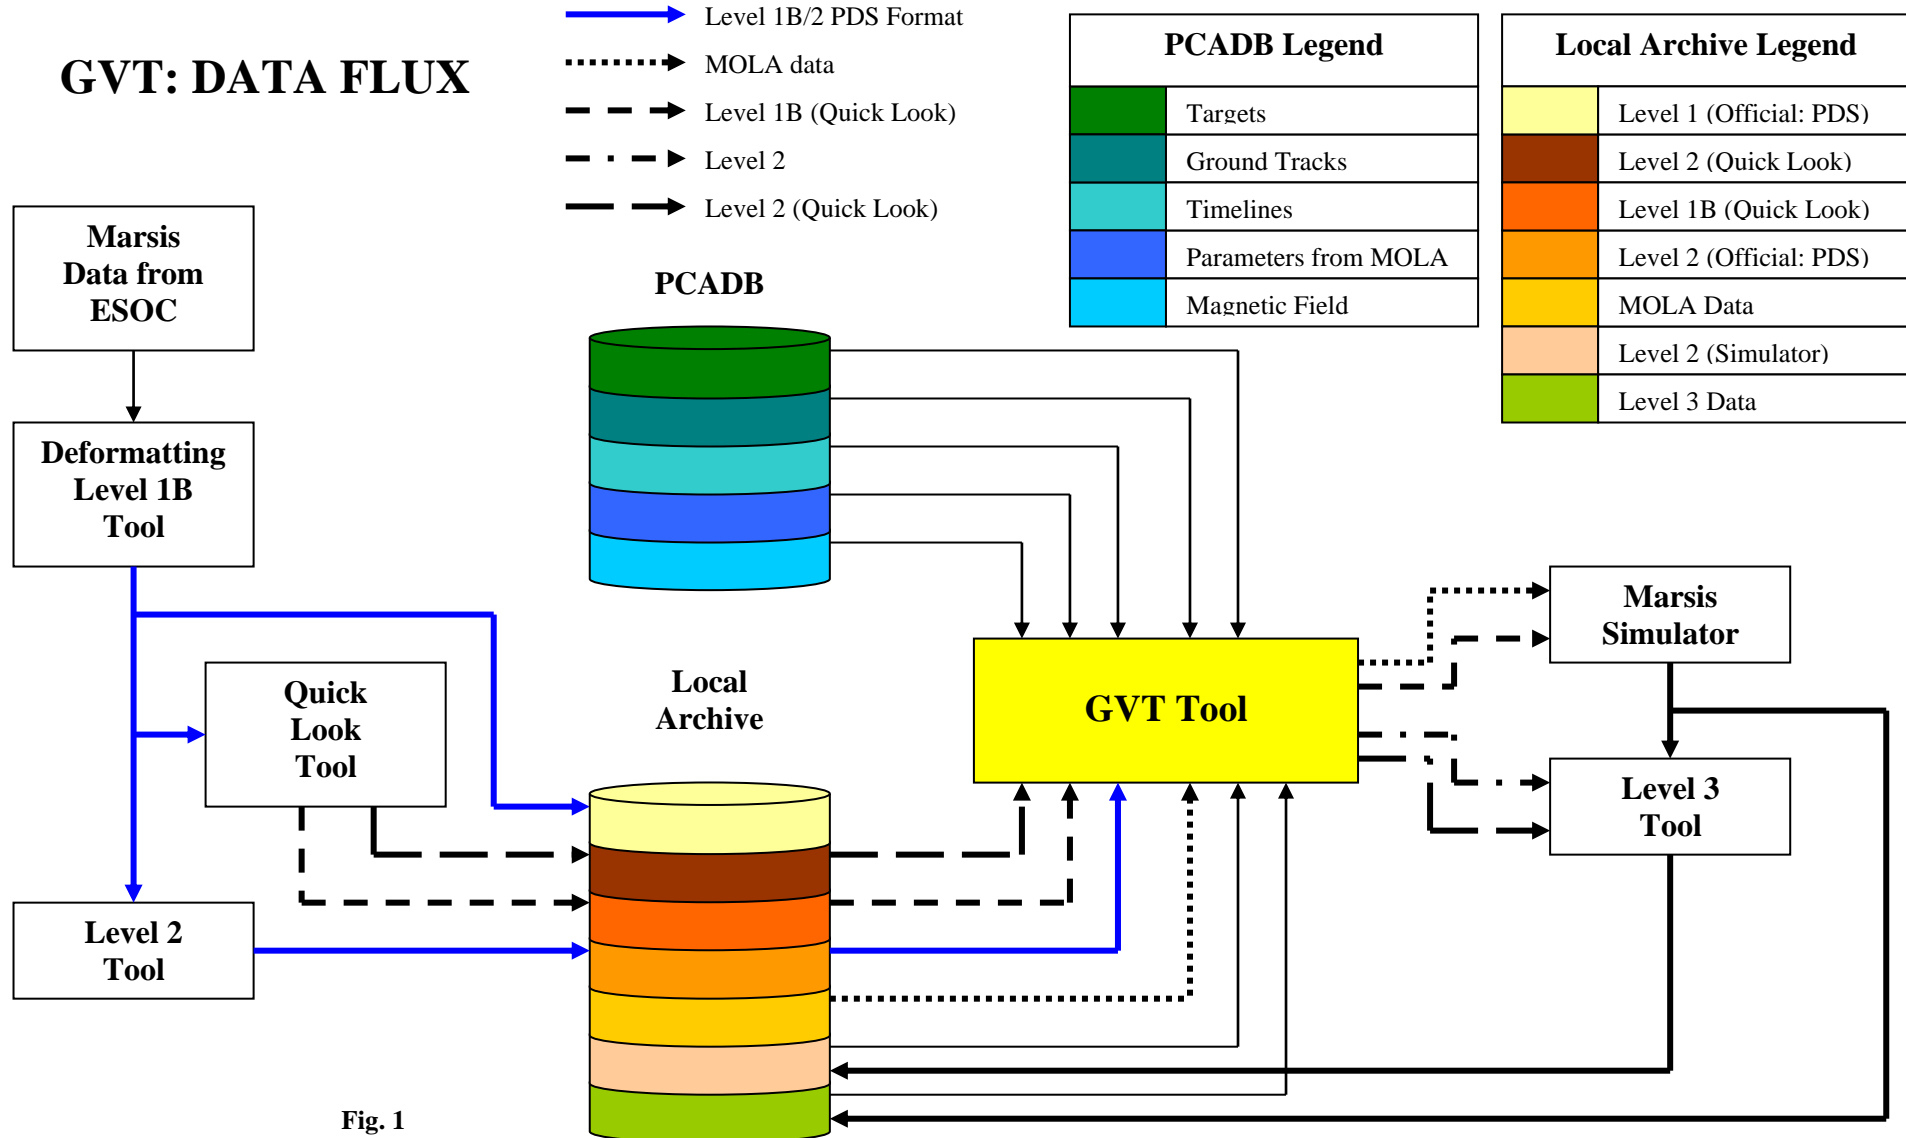 GVT: DATA FLUX
Level 1B/2 PDS Format
MOLA data
Level 1B (Quick Look)
Level 2
Level 2 (Quick Look)
PCADB Legend
Targets
Ground Tracks
Timelines
Parameters from MOLA
Magnetic Field
Local Archive Legend
Level 1 (Official: PDS)
Level 2 (Quick Look)
Level 1B (Quick Look)
Level 2 (Official: PDS)
MOLA Data
Level 2 (Simulator)
Level 3 Data
Marsis
Data from
ESOC
Deformatting
Level 1B
Tool
Quick
Look
Tool
Level 2
Tool
PCADB
Local
Archive
GVT Tool
Marsis
Simulator
Level 3
Tool
Fig. 1